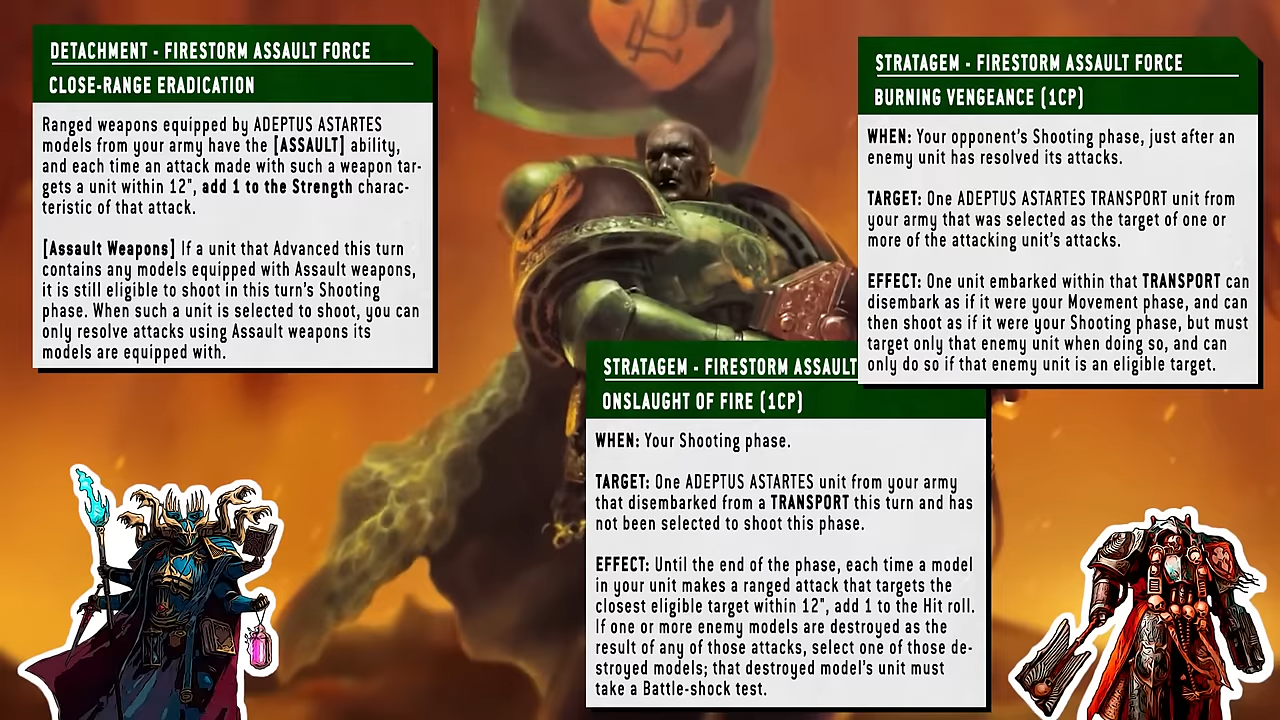 DETACHMENT - FIRESTORM ASSAULT FORCE
CLOSE-RANGE ERADICATION
Ranged weapons equipped by ADEPTUS ASTARTES
models from your army have the [ASSAULT] ability,
and each time an attack made with such a weapon tar-
gets a unit within 12", add 1 to the Strength charac-
teristic of that attack.
[Assault Weapons] If a unit that Advanced this turn
contains any models equipped with Assault weapons,
it is still eligible to shoot in this turn's Shooting
phase. When such a unit is selected to shoot, you can
only resolve attacks using Assault weapons its
models are equipped with.
STRATAGEM - FIRESTORM ASSAULT
ONSLAUGHT OF FIRE (1CP)
WHEN: Your Shooting phase.
TARGET: One ADEPTUS ASTARTES unit from your army
that disembarked from a TRANSPORT this turn and has
not been selected to shoot this phase.
EFFECT: Until the end of the phase, each time a model
in your unit makes a ranged attack that targets the
closest eligible target within 12", add 1 to the Hit roll.
If one or more enemy models are destroyed as the
result of any of those attacks, select one of those de-
stroyed models; that destroyed model's unit must
take a Battle-shock test.
STRATAGEM - FIRESTORM ASSAULT FORCE
BURNING VENGEANCE (1CP)
WHEN: Your opponent's Shooting phase, just after an
enemy unit has resolved its attacks.
TARGET: One ADEPTUS ASTARTES TRANSPORT unit from
your army that was selected as the target of one or
more of the attacking unit's attacks.
EFFECT: One unit embarked within that TRANSPORT can
disembark as if it were your Movement phase, and can
then shoot as if it were your Shooting phase, but must
target only that enemy unit when doing so, and can
only do so if that enemy unit is an eligible target.